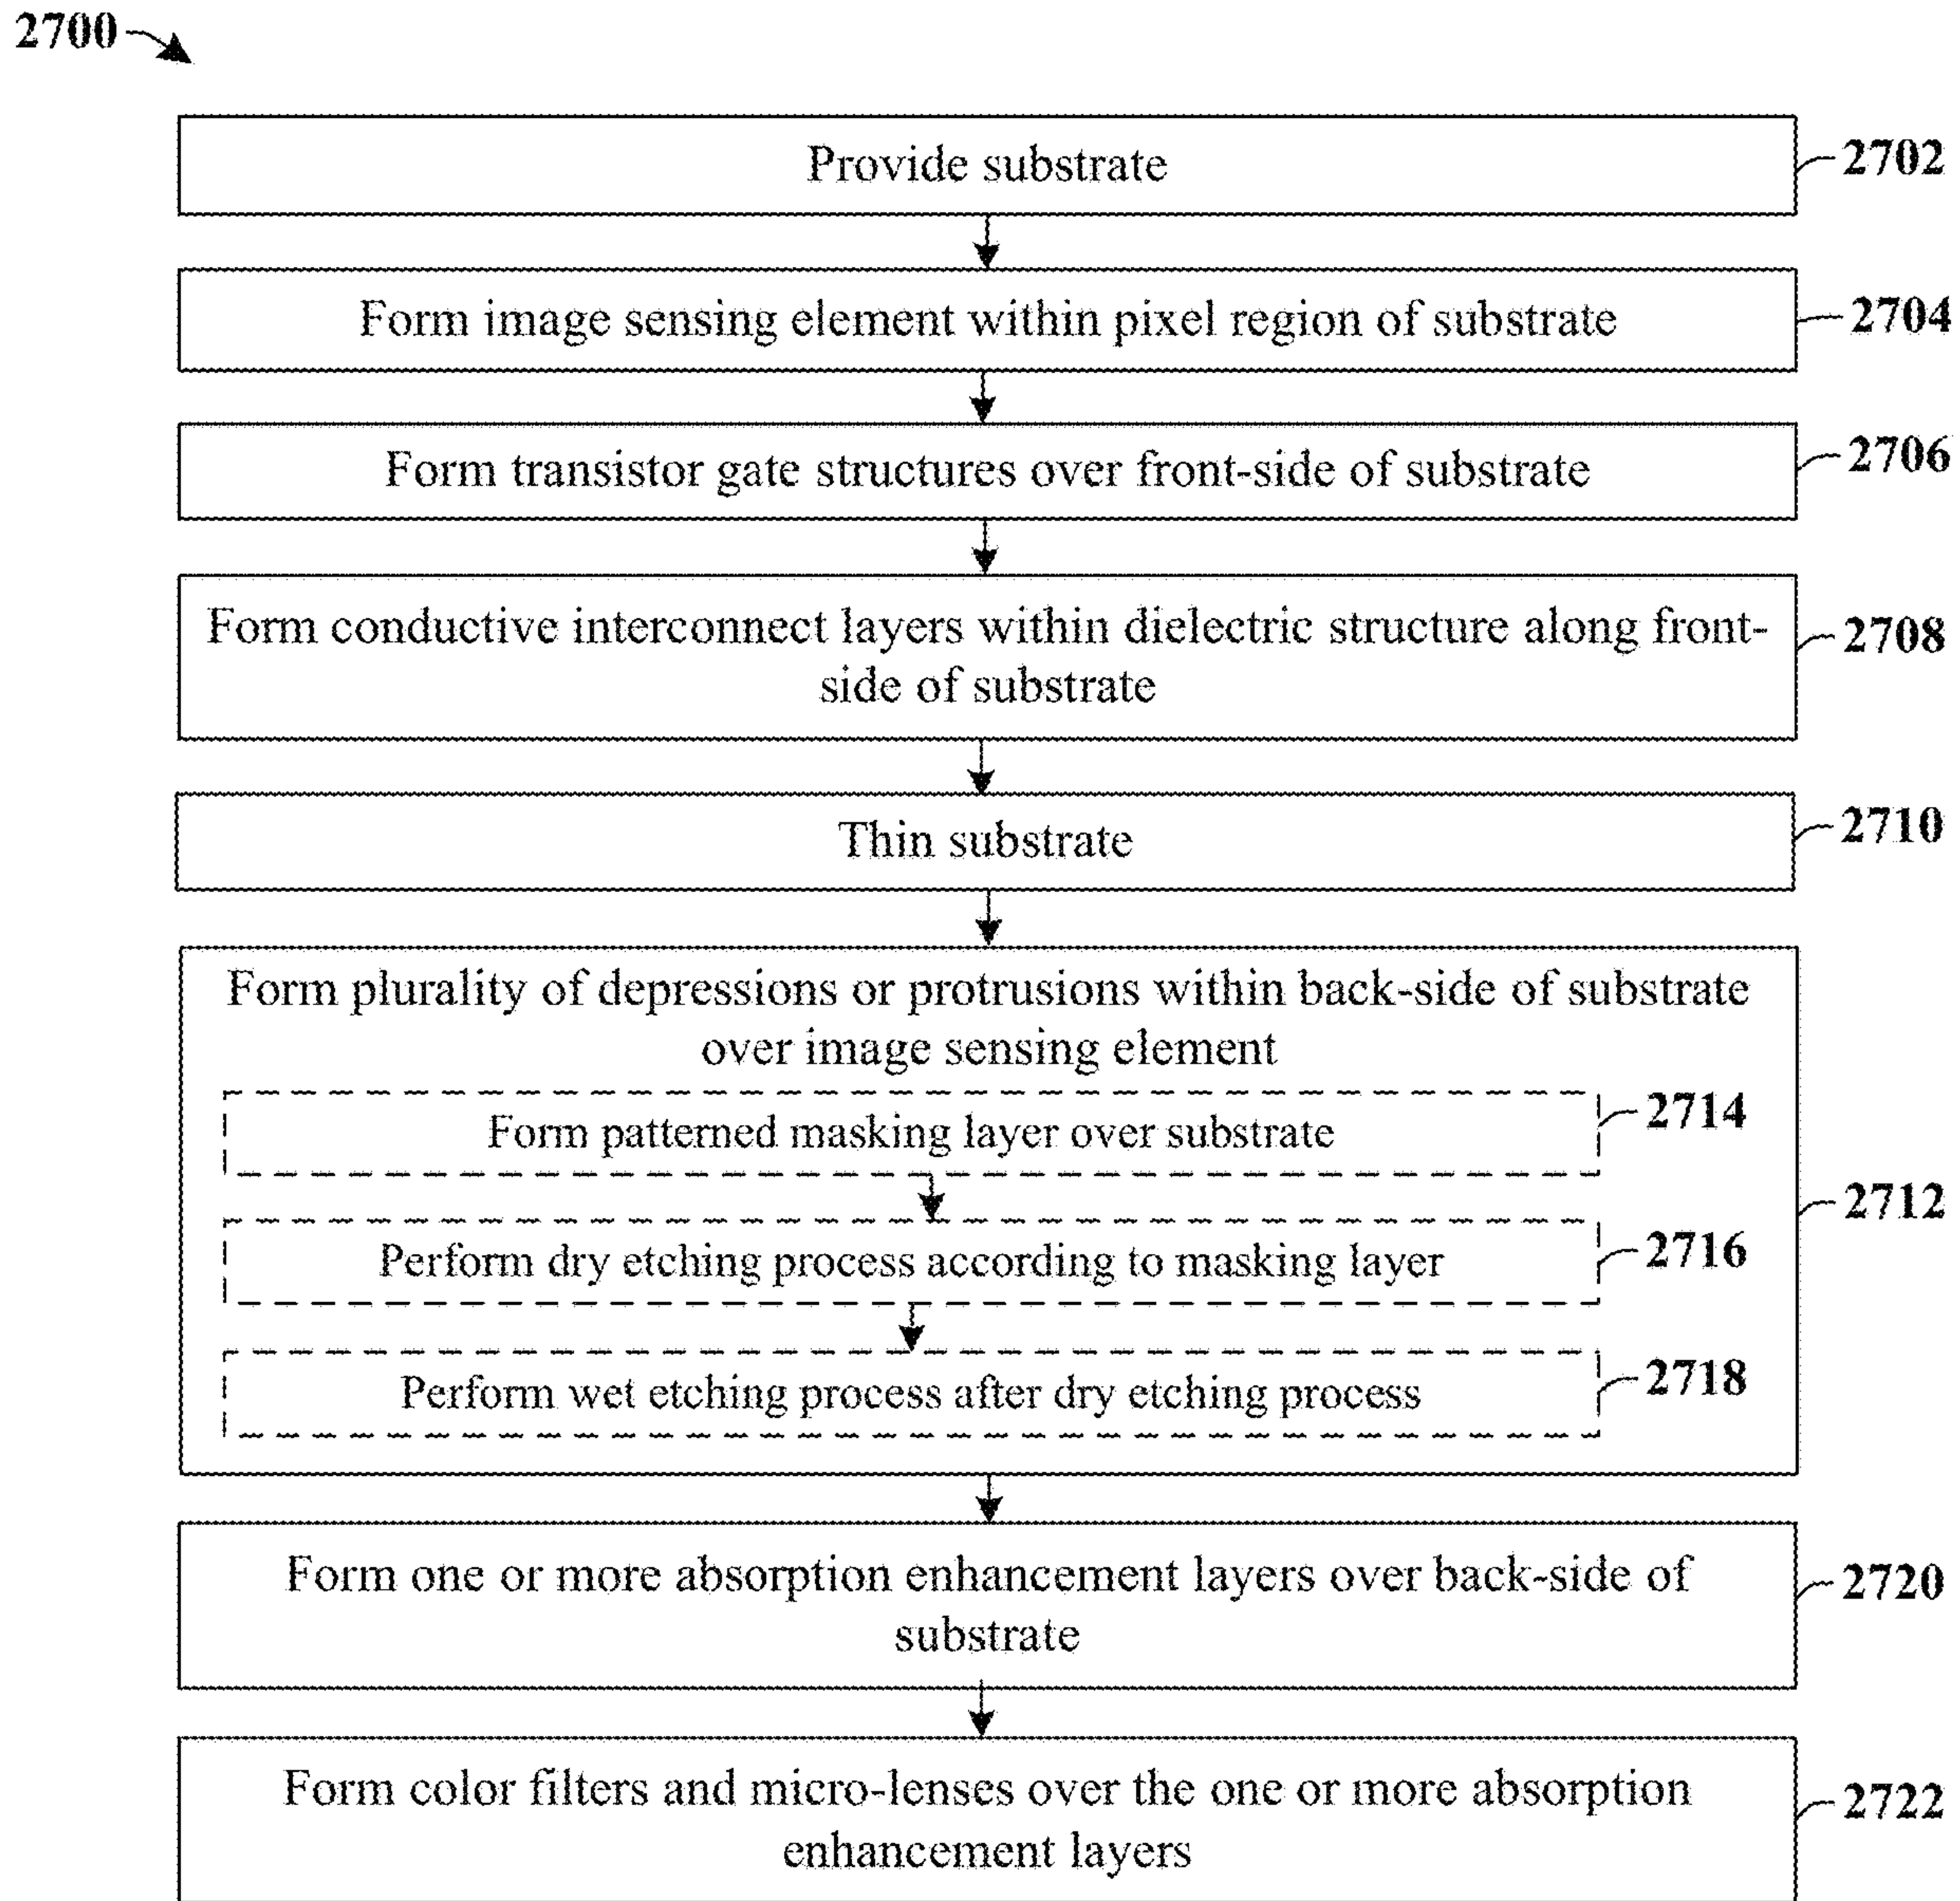 2700
Provide substrate
2702
Form image sensing element within pixel region of substrate
2704
Form transistor gate structures over front-side of substrate
2706
Form conductive interconnect layers within dielectric structure along front-
side of substrate
2708
Thin substrate
2710
Form plurality of depressions or protrusions within back-side of substrate
over image sensing element
2712
Form patterned masking layer over substrate
2714
Perform dry etching process according to masking layer
2716
Perform wet etching process after dry etching process
2718
Form one or more absorption enhancement layers over back-side of
substrate
2720
Form color filters and micro-lenses over the one or more absorption
enhancement layers
2722